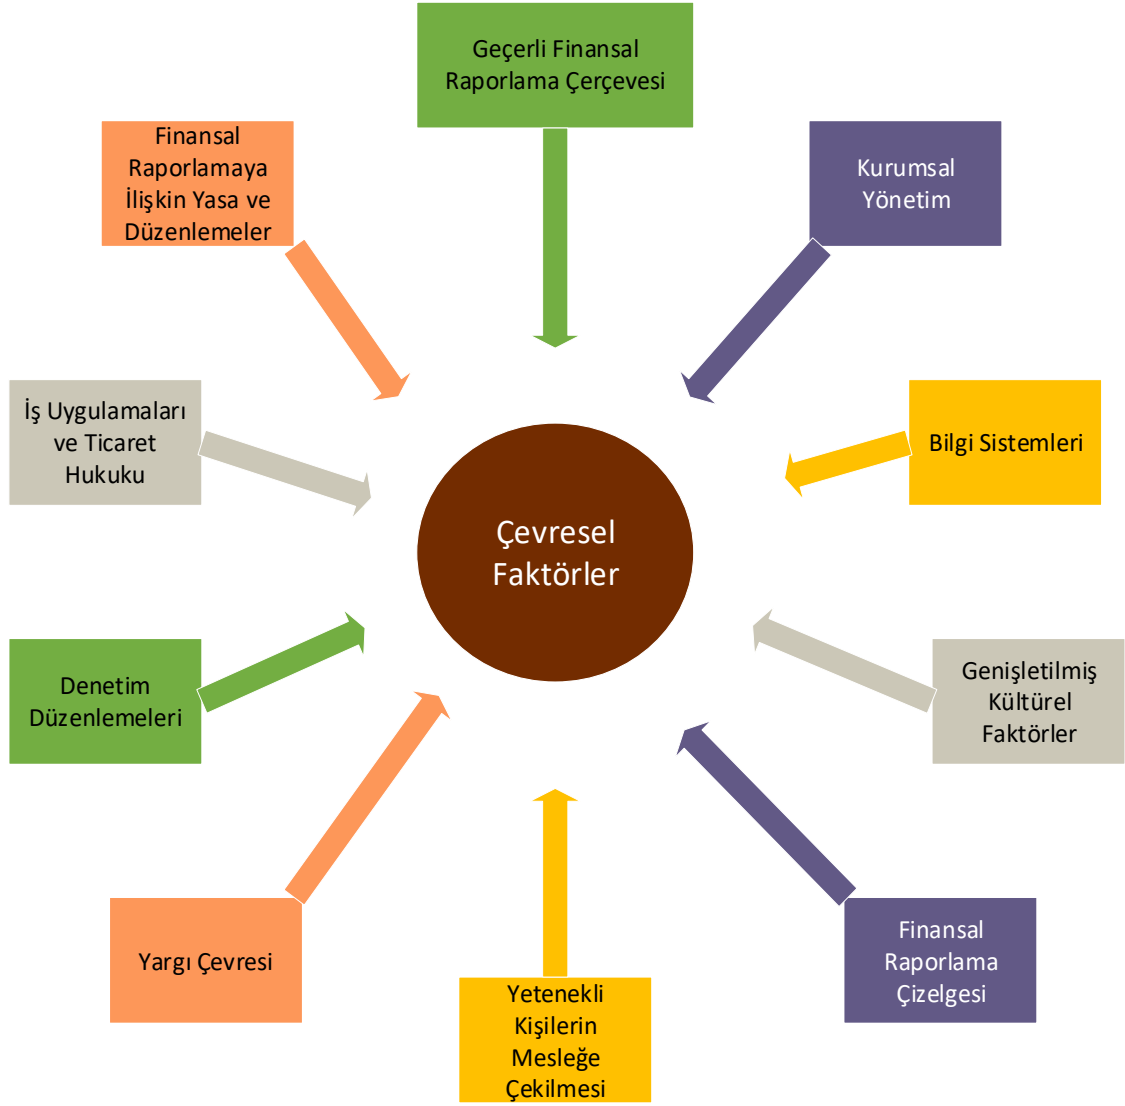 Geçerli Finansal
Raporlama Çerçevesi
Finansal
Raporlamaya
İlişkin Yasa ve
Düzenlemeler
Kurumsal
Yönetim
İş Uygulamaları
ve Ticaret
Hukuku
Bilgi Sistemleri
Çevresel
Faktörler
Denetim
Düzenlemeleri
Genişletilmiş
Kültürel
Faktörler
Yargı Çevresi
Finansal
Raporlama
Çizelgesi
Yetenekli
Kişilerin
Mesleğe
Çekilmesi